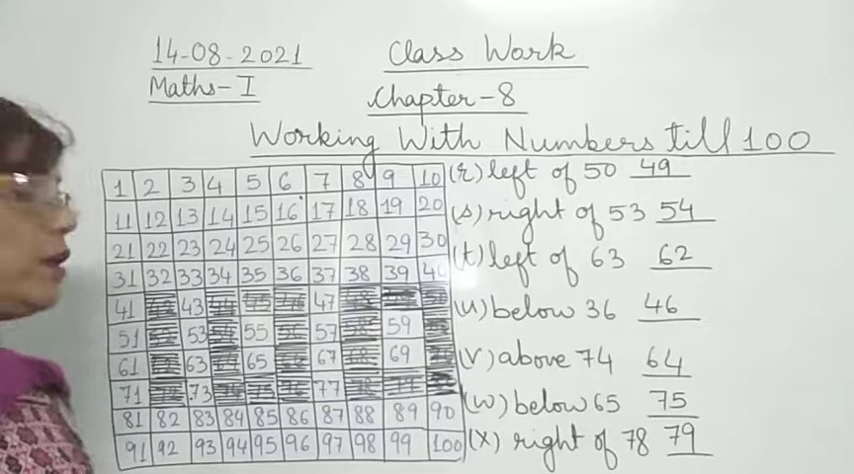 14-08-2021 Class Work
Maths-I
Chapter-8
Working With Numbers till 100
1 2 3 4 5 6 7 8 9 10
11 12 13 14 15 16 17 18 19 20
21 22 23 24 25 26 27 28 29 30
31 32 33 34 35 36 37 38 39 40
41 43 47
51 53 55 57 59
61 63 65 67 69
71 73 77
81 82 83 84 85 86 87 88 89 90
91 92 93 94 95 96 97 98 99 100
(r) left of 50 49
(s) right of 53 54
(t) left of 63 62
(u) below 36 46
(v) above 74 64
(w) below 65 75
(x) right of 78 79